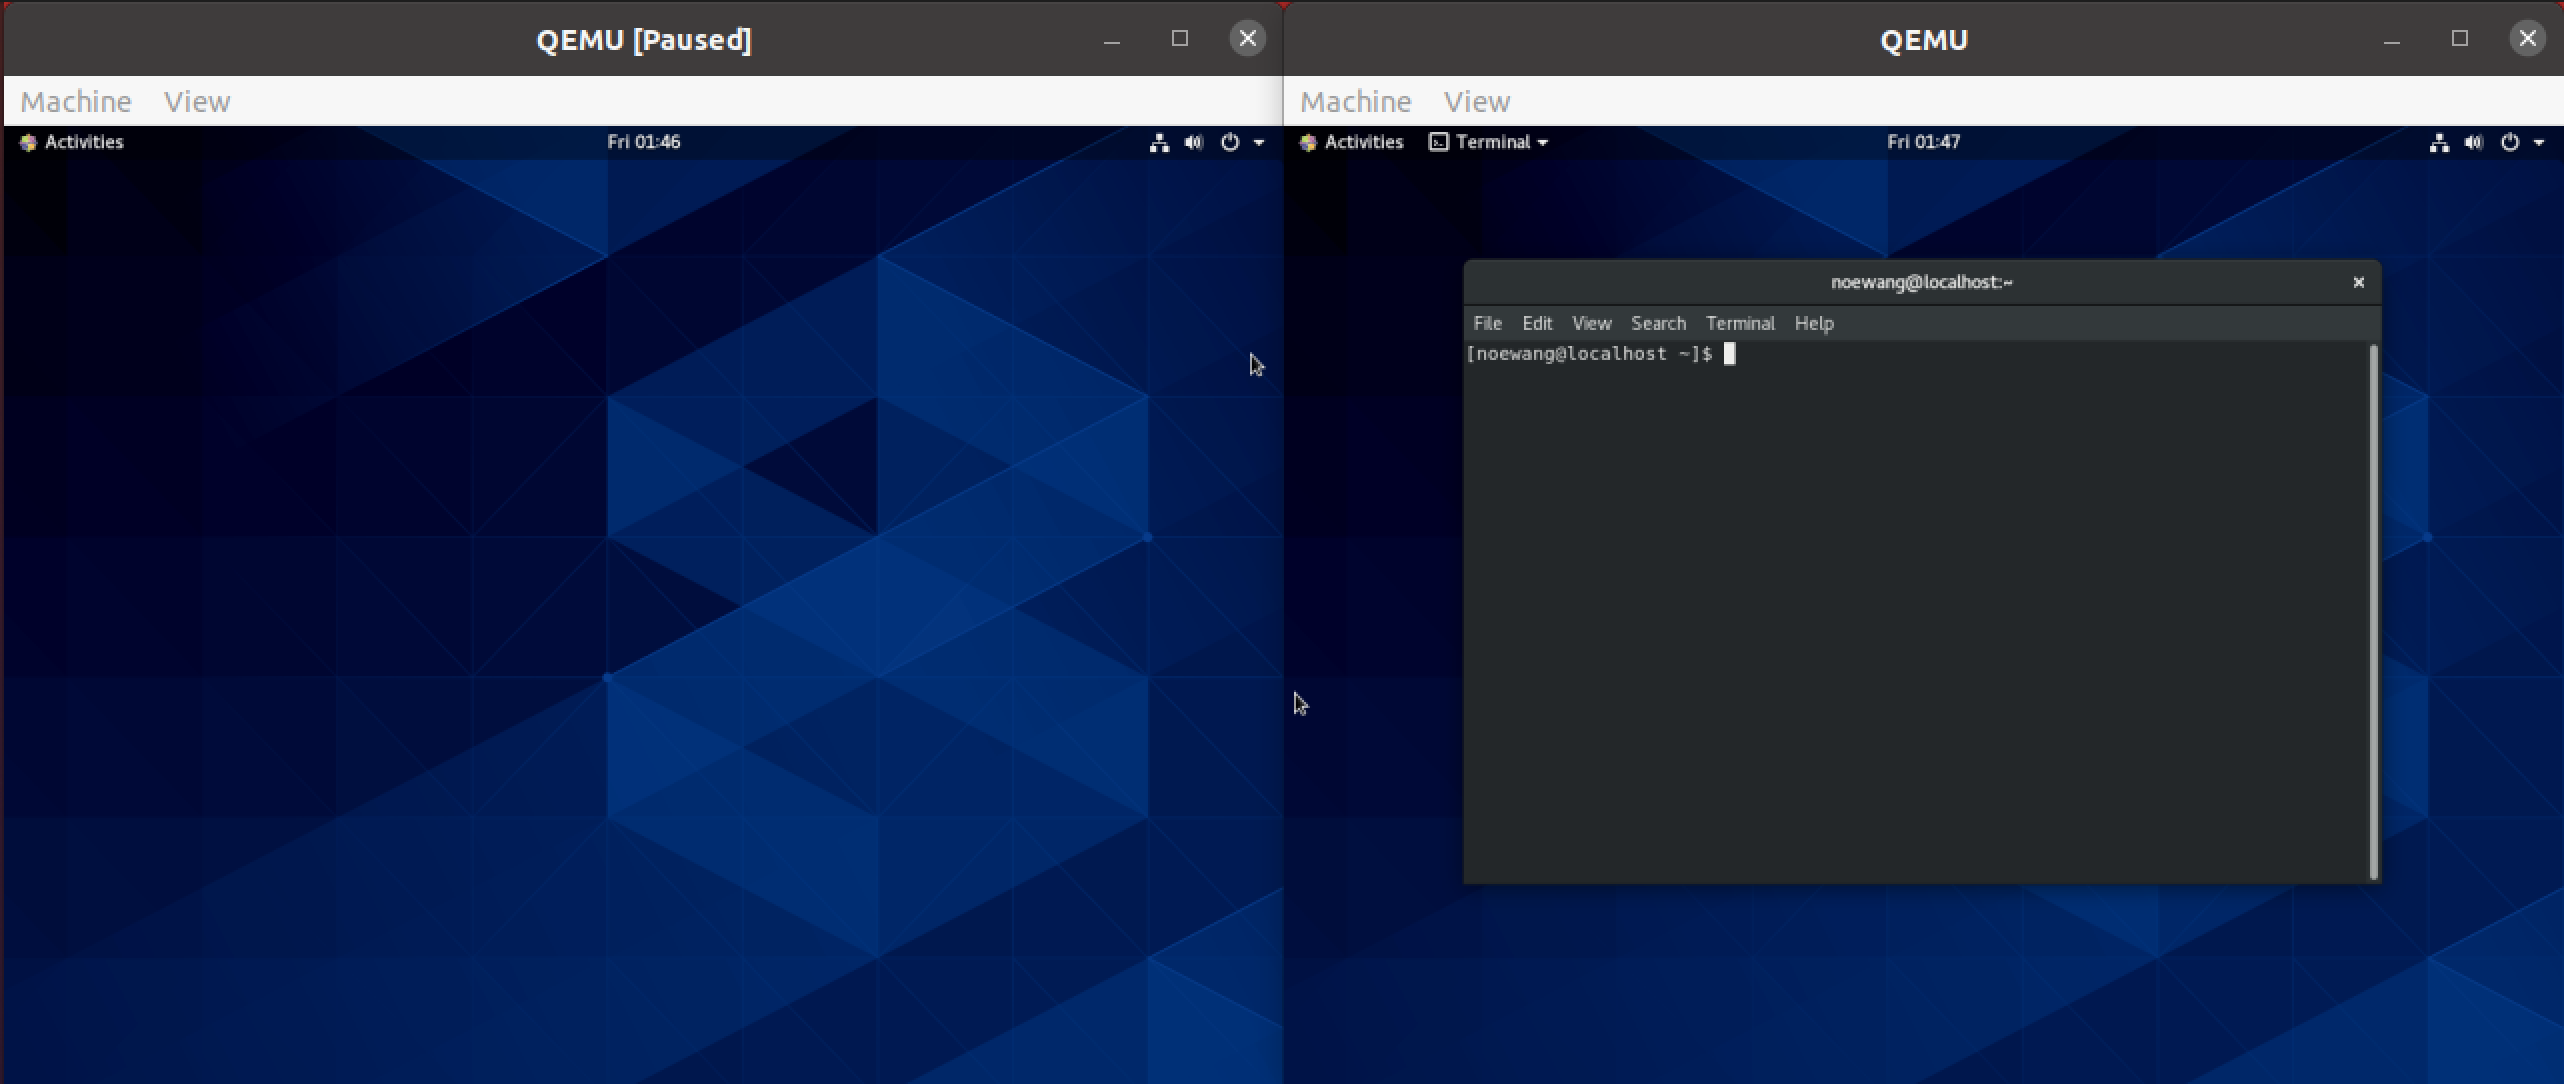 QEMU [Paused]
Machine View
Activities
Fri 01:46
QEMU
Machine View
Activities Terminal
Fri 01:47
noewang@localhost:~
File Edit View Search Terminal Help
[noewang@localhost ~]$